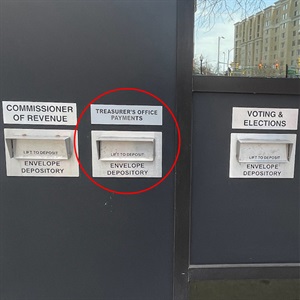 COMMISSIONER
OF REVENUE
LIFT TO DEPOSIT
ENVELOPE
DEPOSITORY
TREASURER'S OFFICE
PAYMENTS
LIFT TO DEPOSIT
ENVELOPE
DEPOSITORY
VOTING &
ELECTIONS
LIFT TO DEPOSIT
ENVELOPE
DEPOSITORY